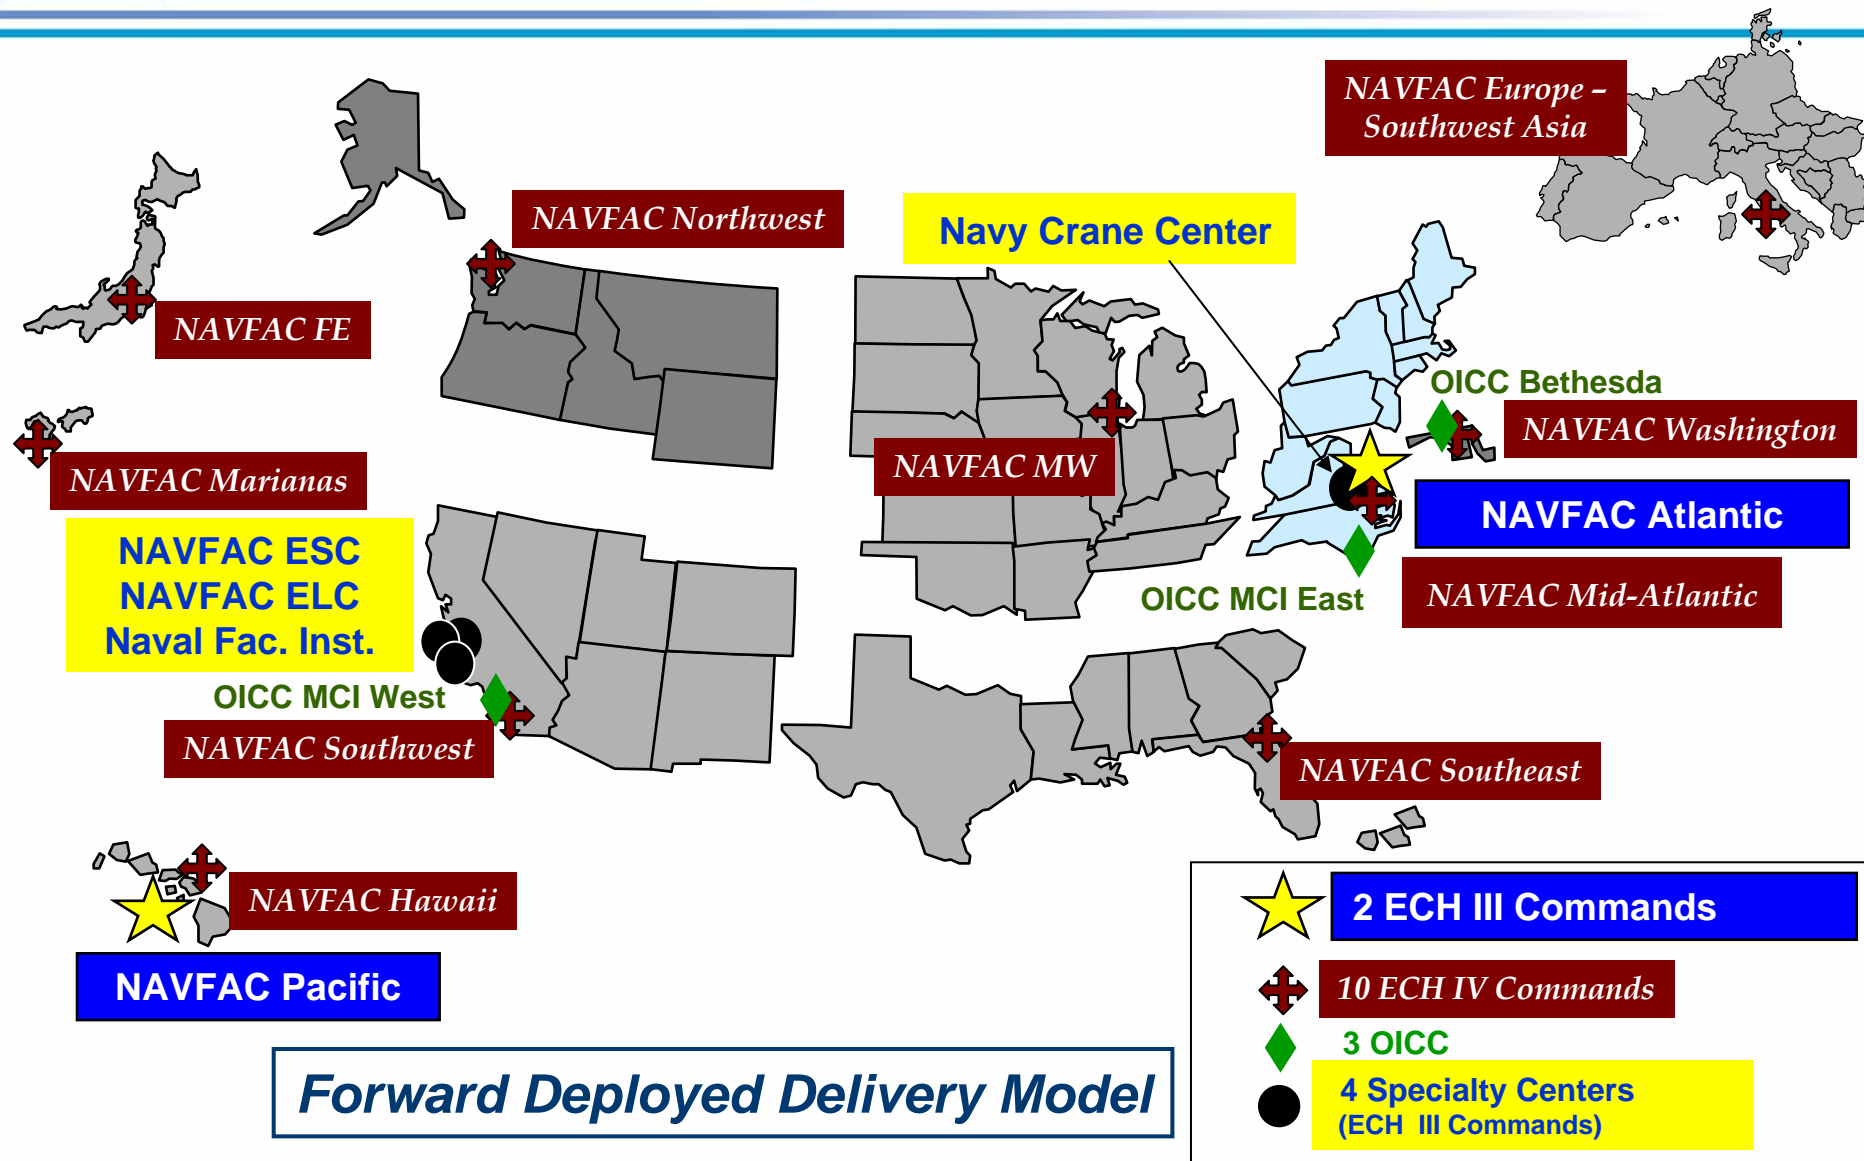 NAVFAC Europe –
Southwest Asia
NAVFAC Northwest
Navy Crane Center
NAVFAC FE
OICC Bethesda
NAVFAC Washington
NAVFAC MW
NAVFAC Marianas
NAVFAC Atlantic
NAVFAC ESC
NAVFAC ELC
Naval Fac. Inst.
OICC MCI East
NAVFAC Mid-Atlantic
OICC MCI West
NAVFAC Southwest
NAVFAC Southeast
NAVFAC Hawaii
NAVFAC Pacific
2 ECH III Commands
10 ECH IV Commands
3 OICC
4 Specialty Centers
(ECH III Commands)
Forward Deployed Delivery Model